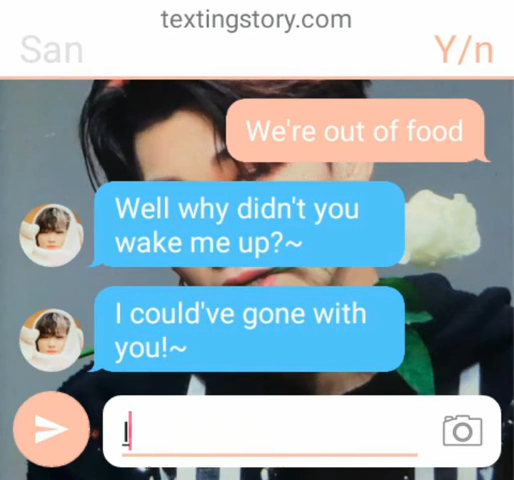 textingstory.com
San Y/n
We're out of food
Well why didn't you
wake me up?~
I could've gone with
you!~
I